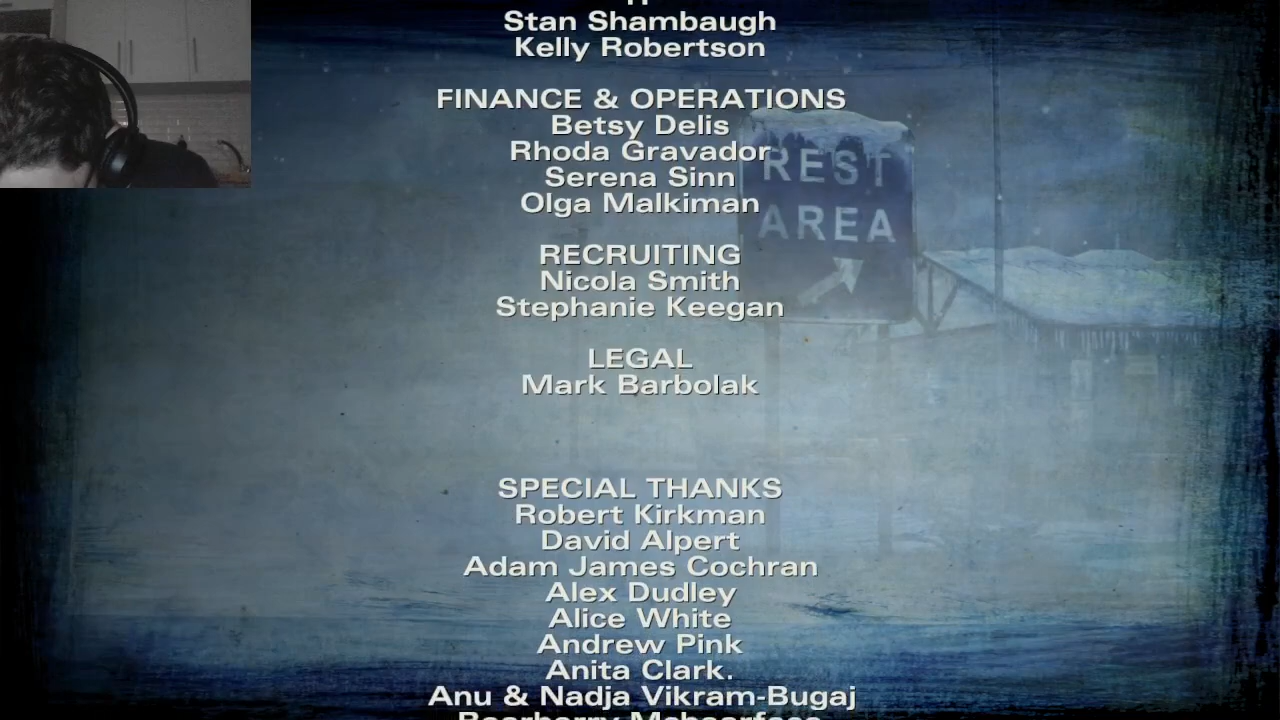 Stan Shambaugh
Kelly Robertson
FINANCE & OPERATIONS
Betsy Delis
Rhoda Gravador
Serena Sinn
Olga Malkiman
REST
AREA
RECRUITING
Nicola Smith
Stephanie Keegan
LEGAL
Mark Barbolak
SPECIAL THANKS
Robert Kirkman
David Alpert
Adam James Cochran
Alex Dudley
Alice White
Andrew Pink
Anita Clark.
Anu & Nadja Vikram-Bugaj